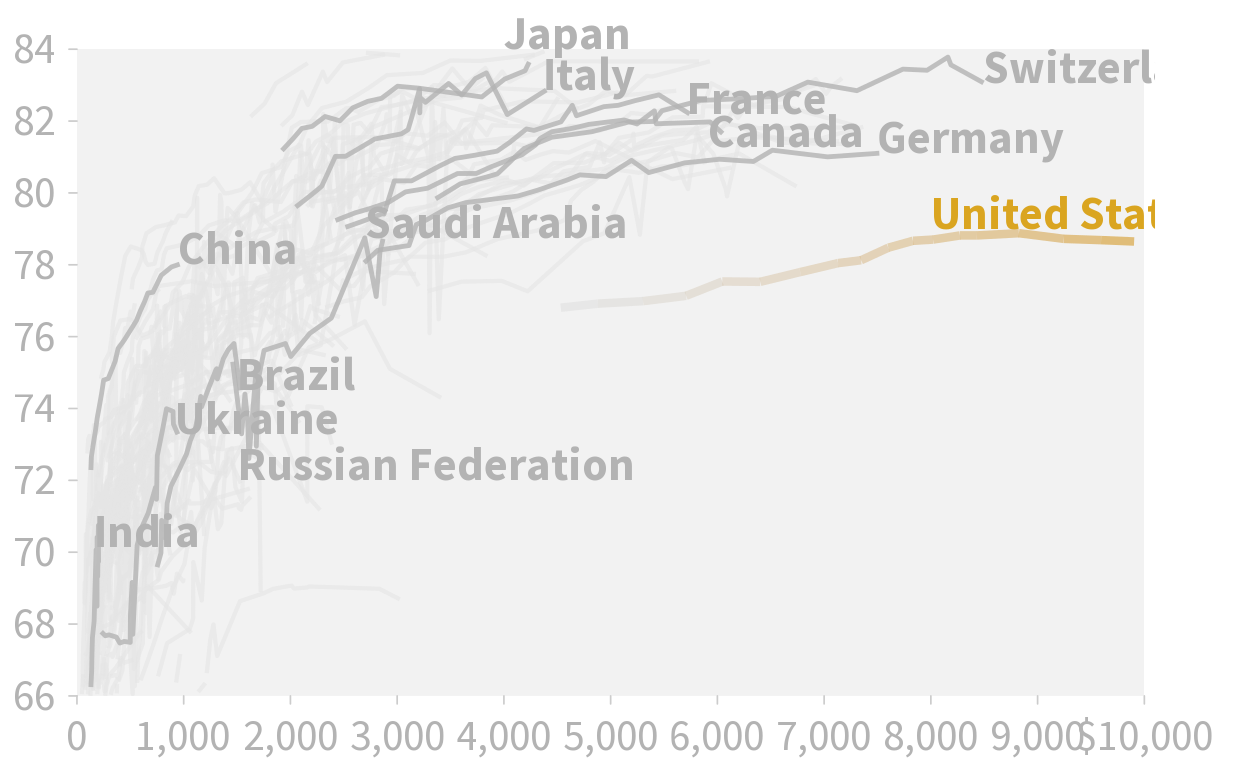 Japan
84
Italy
Switzerl
France
82
Canada
Germany
80
United Stat
Saudi Arabia
China
78
76
Brazil
74
Ukraine
Russian Federation
72
India
70
68
66
0 1,000 2,000 3,000 4,000 5,000 6,000 7,000 8,000 9,000 $10,000